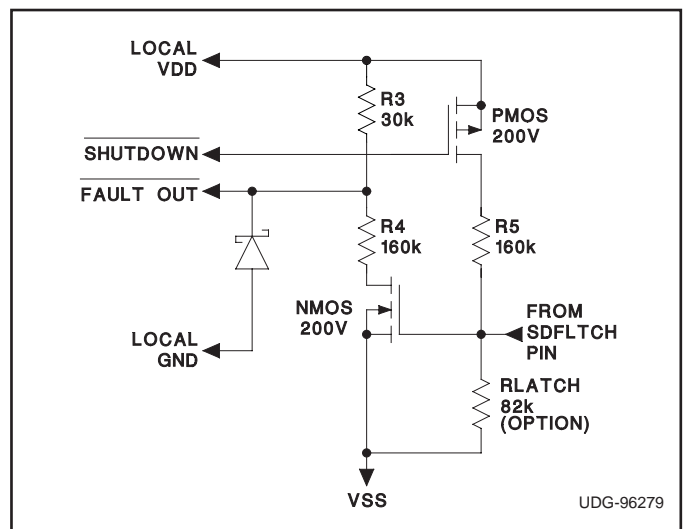 LOCAL
VDD
R3
30k
PMOS
200V
SHUTDOWN
FAULT OUT
R4
160k
R5
160k
NMOS
200V
FROM
SDFLTCH
PIN
LOCAL
GND
RLATCH
82k
(OPTION)
VSS
UDG-96279